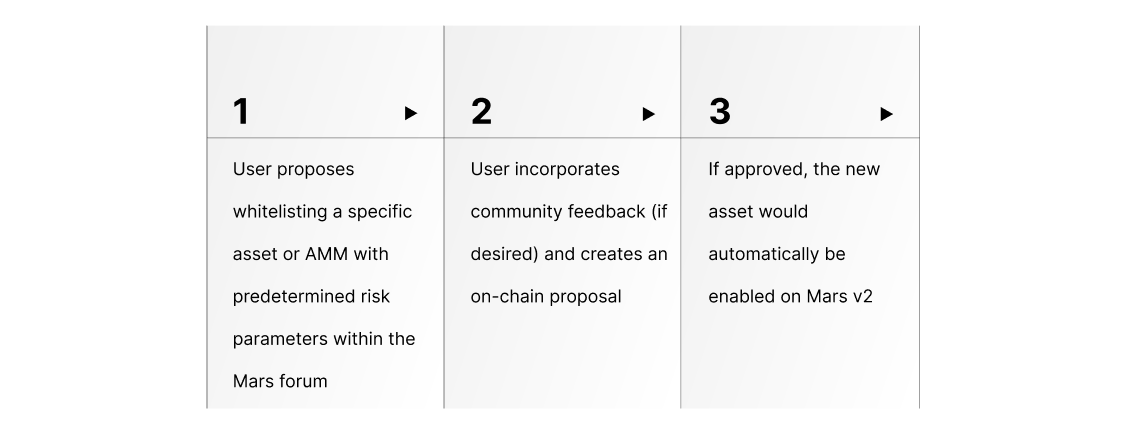 1
User proposes
whitelisting a specific
asset or AMM with
predetermined risk
parameters within the
Mars forum
2
User incorporates
community feedback (if
desired) and creates an
on-chain proposal
3
If approved, the new
asset would
automatically be
enabled on Mars v2